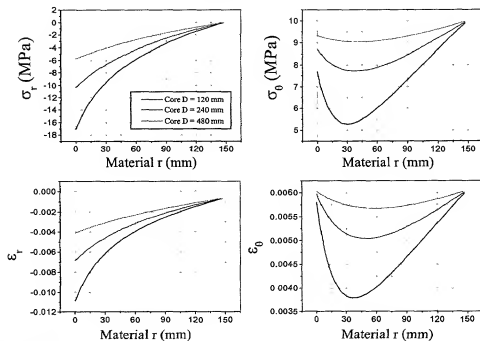 0
-2
-4
-6
-8
-10
-12
-14
-16
-18
σr (MPa)
Core D = 120 mm
Core D = 240 mm
Core D = 480 mm
0 30 60 90 120 150
Material r (mm)
10
9
8
7
6
5
σθ (MPa)
0 30 60 90 120 150
Material r (mm)
0.000
-0.002
-0.004
-0.006
-0.008
-0.010
-0.012
εr
0 30 60 90 120 150
Material r (mm)
0.0060
0.0055
0.0050
0.0045
0.0040
0.0035
εθ
0 30 60 90 120 150
Material r (mm)